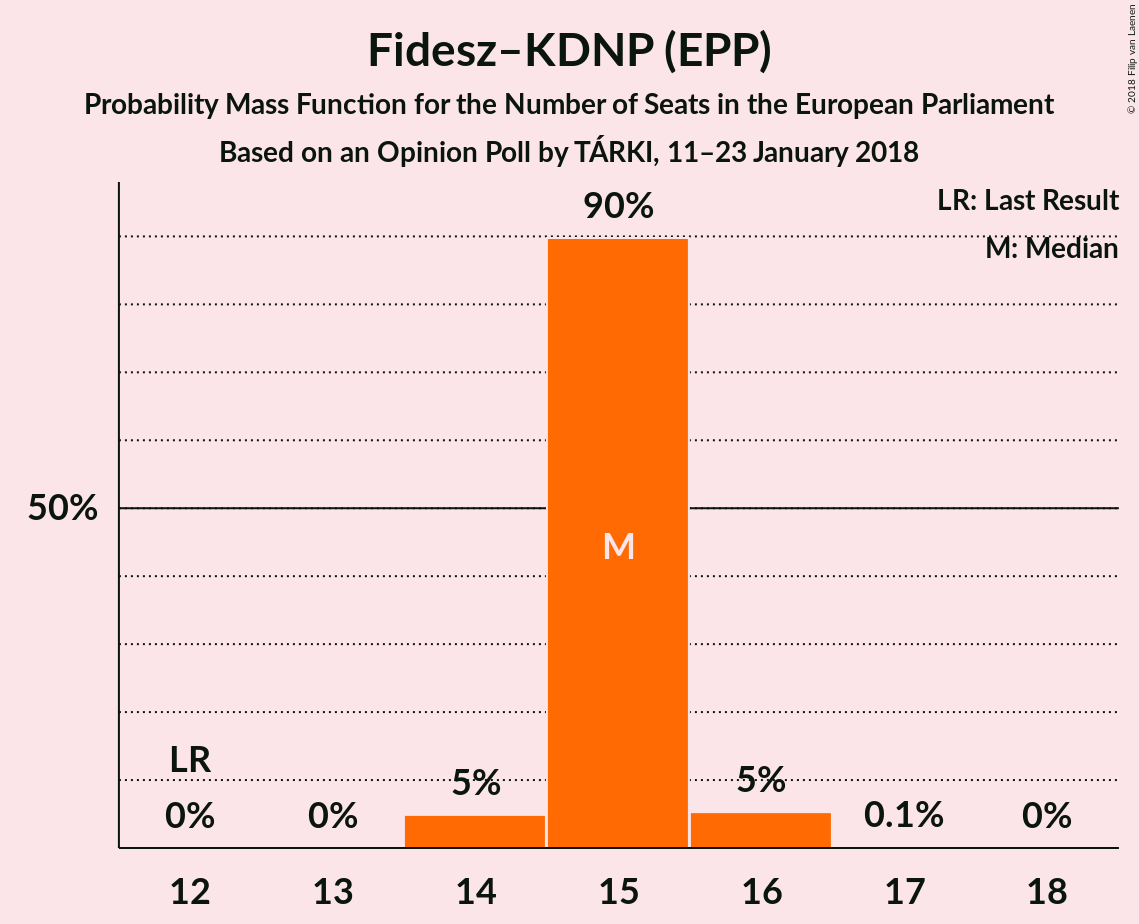 Fidesz–KDNP (EPP)
Probability Mass Function for the Number of Seats in the European Parliament
Based on an Opinion Poll by TÁRKI, 11–23 January 2018
© 2018 Filip van Laenen
LR: Last Result
M: Median
90%
50%
M
LR
0%
0%
5%
5%
0.1%
0%
12
13
14
15
16
17
18